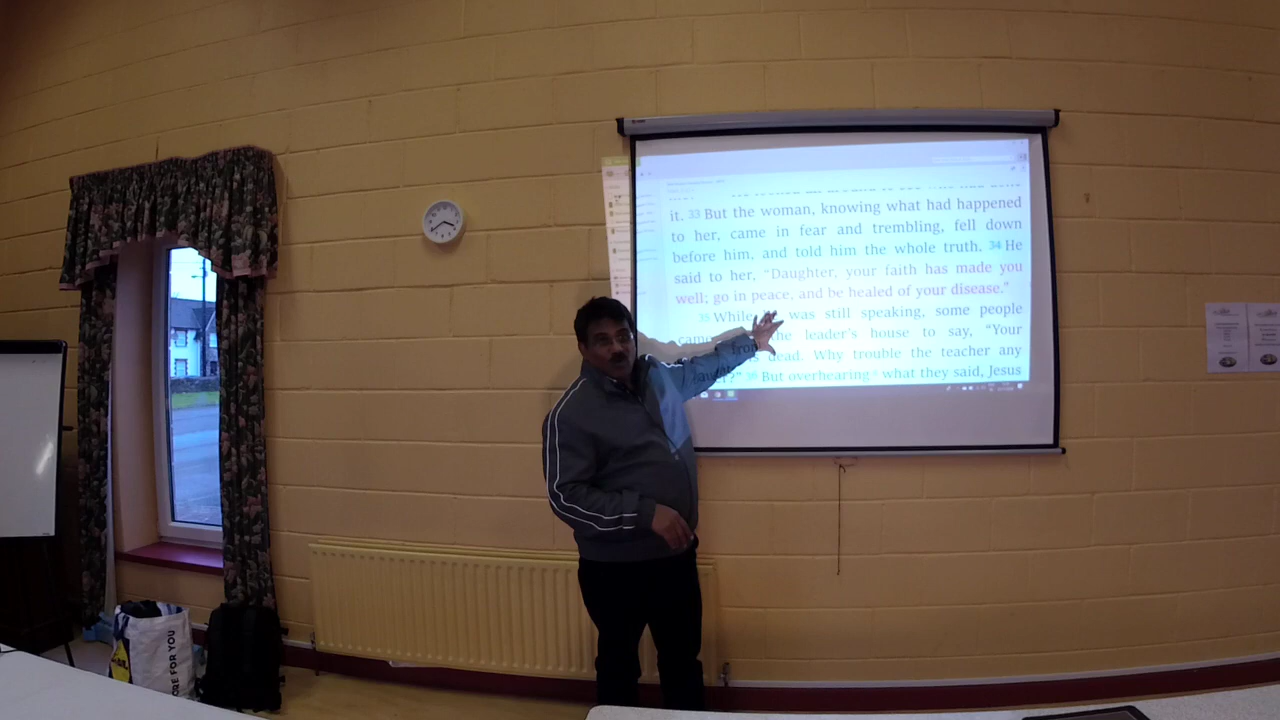 it. 33 But the woman, knowing what had happened
to her, came in fear and trembling, fell down
before him, and told him the whole truth. 34 He
said to her, “Daughter, your faith has made you
well; go in peace, and be healed of your disease.”
35 While was still speaking, some people
came from the leader’s house to say, “Your
dead. Why trouble the teacher any
36 But overhearing what they said, Jesus
ORE FOR YOU